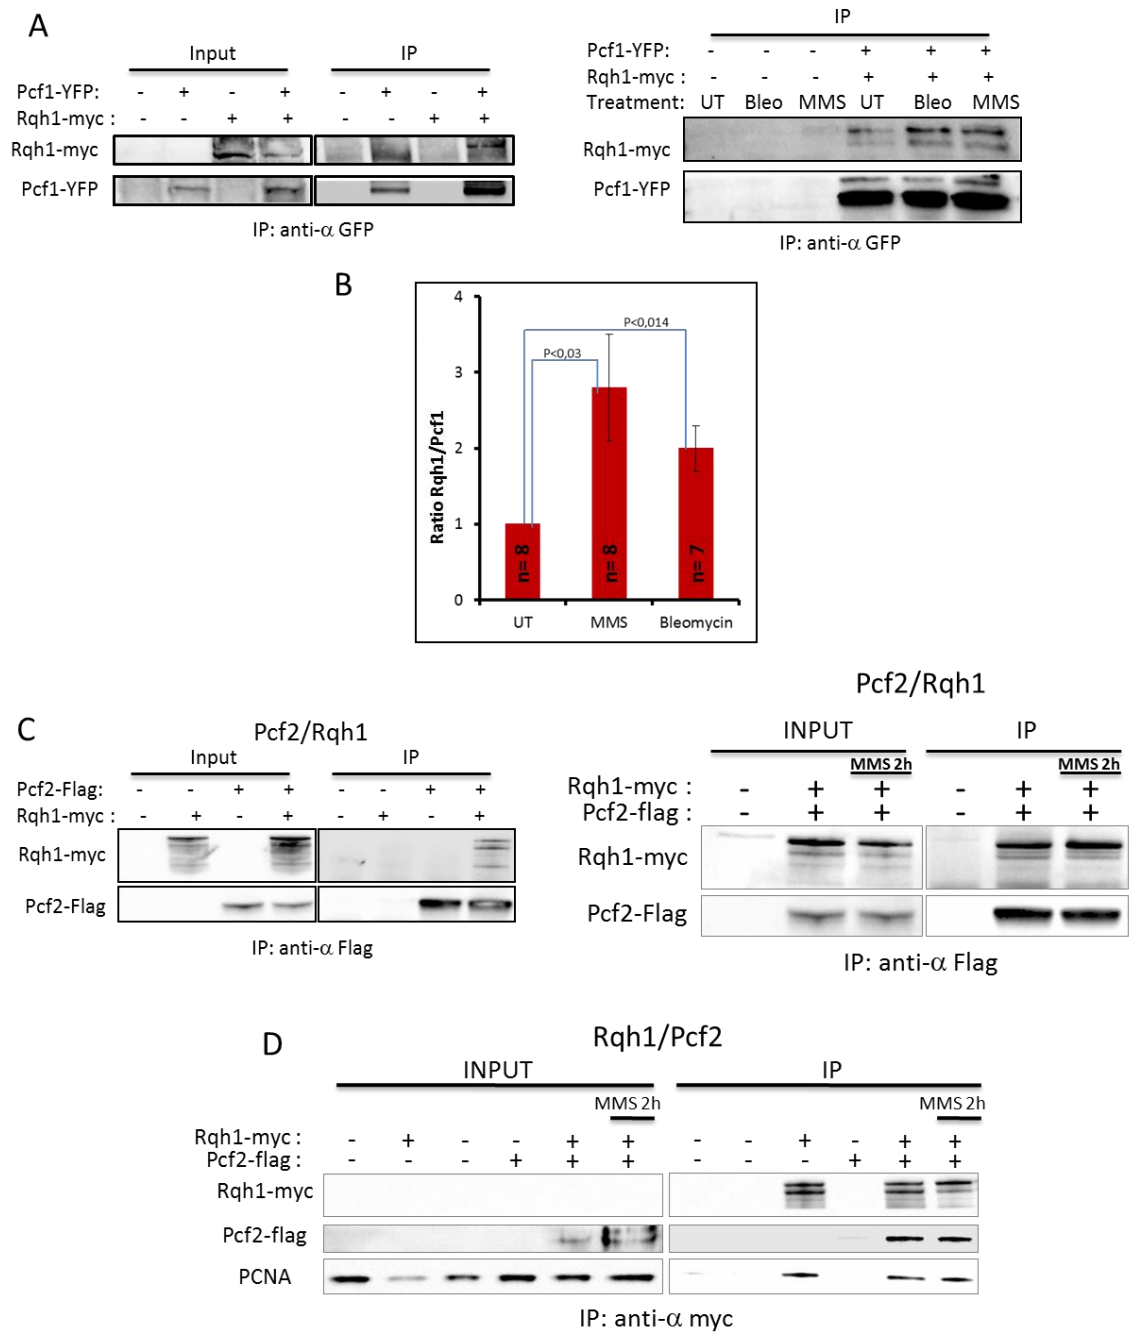 A
Input
IP
Pcf1-YFP: - + - + - + - +
Rqh1-myc : - - + + - - + +
Rqh1-myc
Pcf1-YFP
IP: anti-α GFP
IP
Pcf1-YFP: - - - + + +
Rqh1-myc : - - - + + +
Treatment: UT Bleo MMS UT Bleo MMS
Rqh1-myc
Pcf1-YFP
IP: anti-α GFP
B
4
3
2
1
0
Ratio Rqh1/Pcf1
P<0,014
P<0,03
n= 8
n= 8
n= 7
UT MMS Bleomycin
C
Pcf2/Rqh1
Input
IP
Pcf2-Flag: - - + + - - + +
Rqh1-myc : - + - + - + - +
Rqh1-myc
Pcf2-Flag
IP: anti-α Flag
Pcf2/Rqh1
INPUT
IP
MMS 2h
MMS 2h
Rqh1-myc : - + + - + +
Pcf2-flag : - + + - + +
Rqh1-myc
Pcf2-Flag
IP: anti-α Flag
D
Rqh1/Pcf2
INPUT
IP
MMS 2h
MMS 2h
Rqh1-myc : - + - - + + - - + - + +
Pcf2-flag : - - - + + + - - - + + +
Rqh1-myc
Pcf2-flag
PCNA
IP: anti-α myc